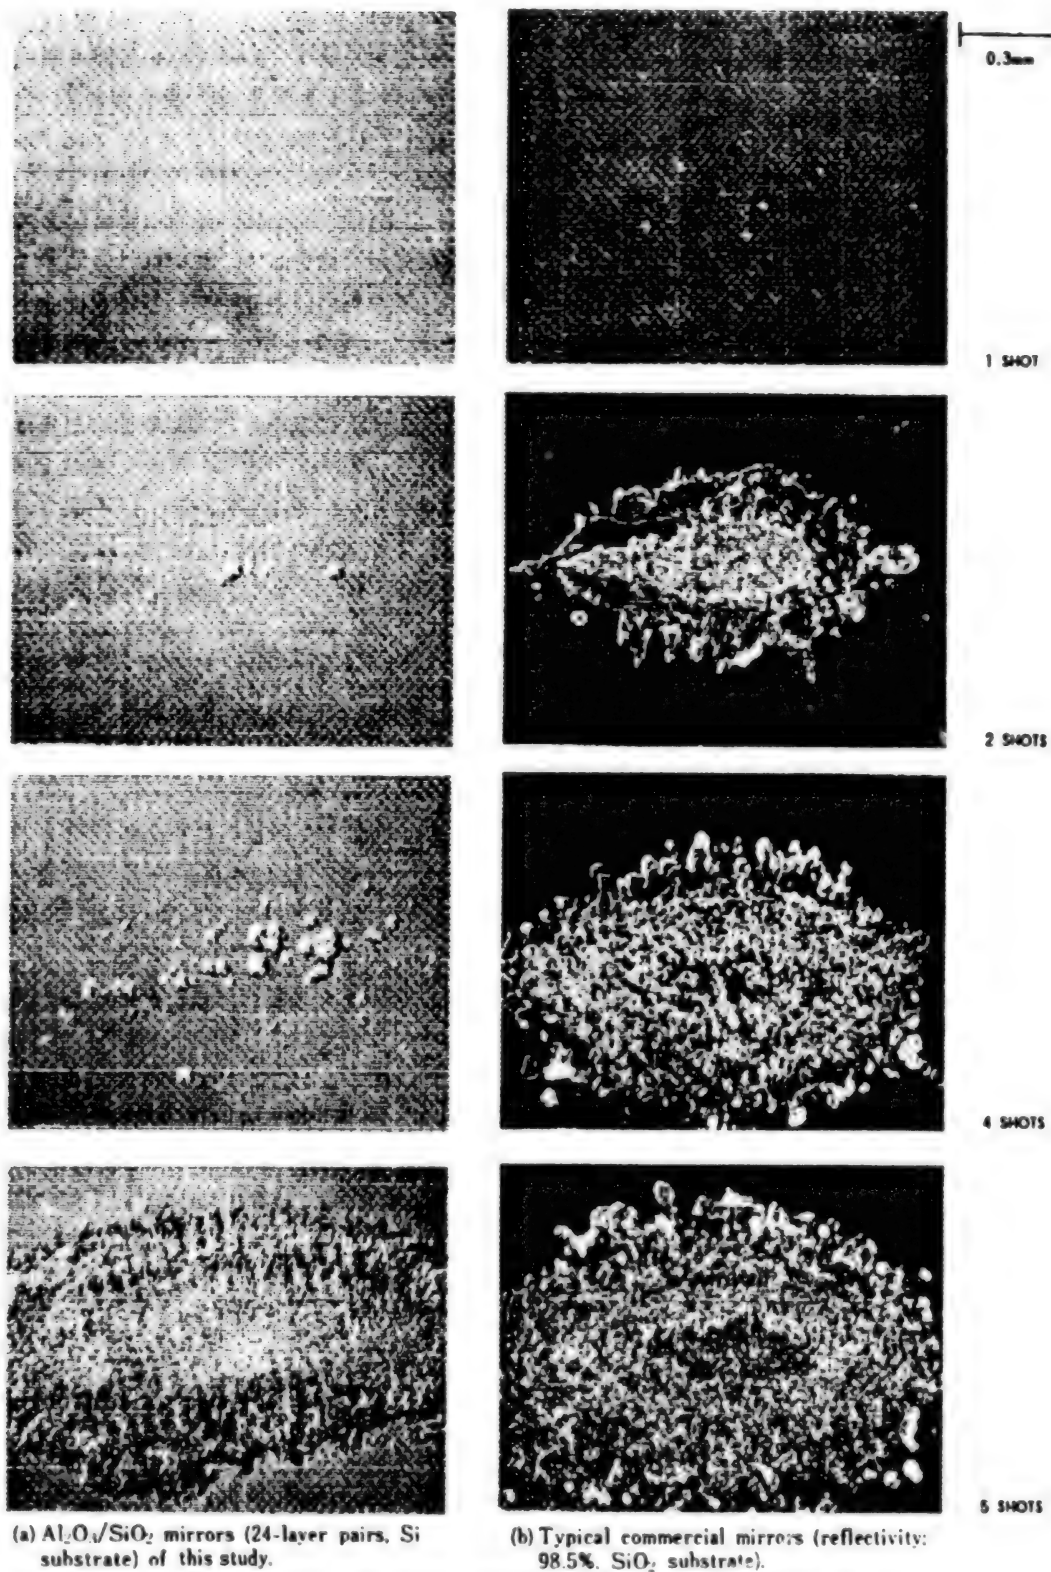 0.3mm
1 SHOT
2 SHOTS
4 SHOTS
5 SHOTS
(a) Al₂O₃/SiO₂ mirrors (24-layer pairs, Si
substrate) of this study.
(b) Typical commercial mirrors (reflectivity:
98.5%, SiO₂ substrate).